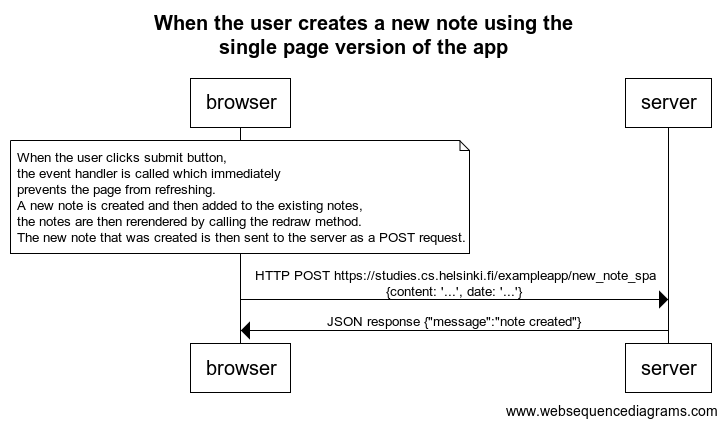 When the user creates a new note using the
single page version of the app
browser
server
When the user clicks submit button,
the event handler is called which immediately
prevents the page from refreshing.
A new note is created and then added to the existing notes,
the notes are then rerendered by calling the redraw method.
The new note that was created is then sent to the server as a POST request.
HTTP POST https://studies.cs.helsinki.fi/exampleapp/new_note_spa
{content: '...', date: '...'}
JSON response {"message":"note created"}
browser
server
www.websequencediagrams.com